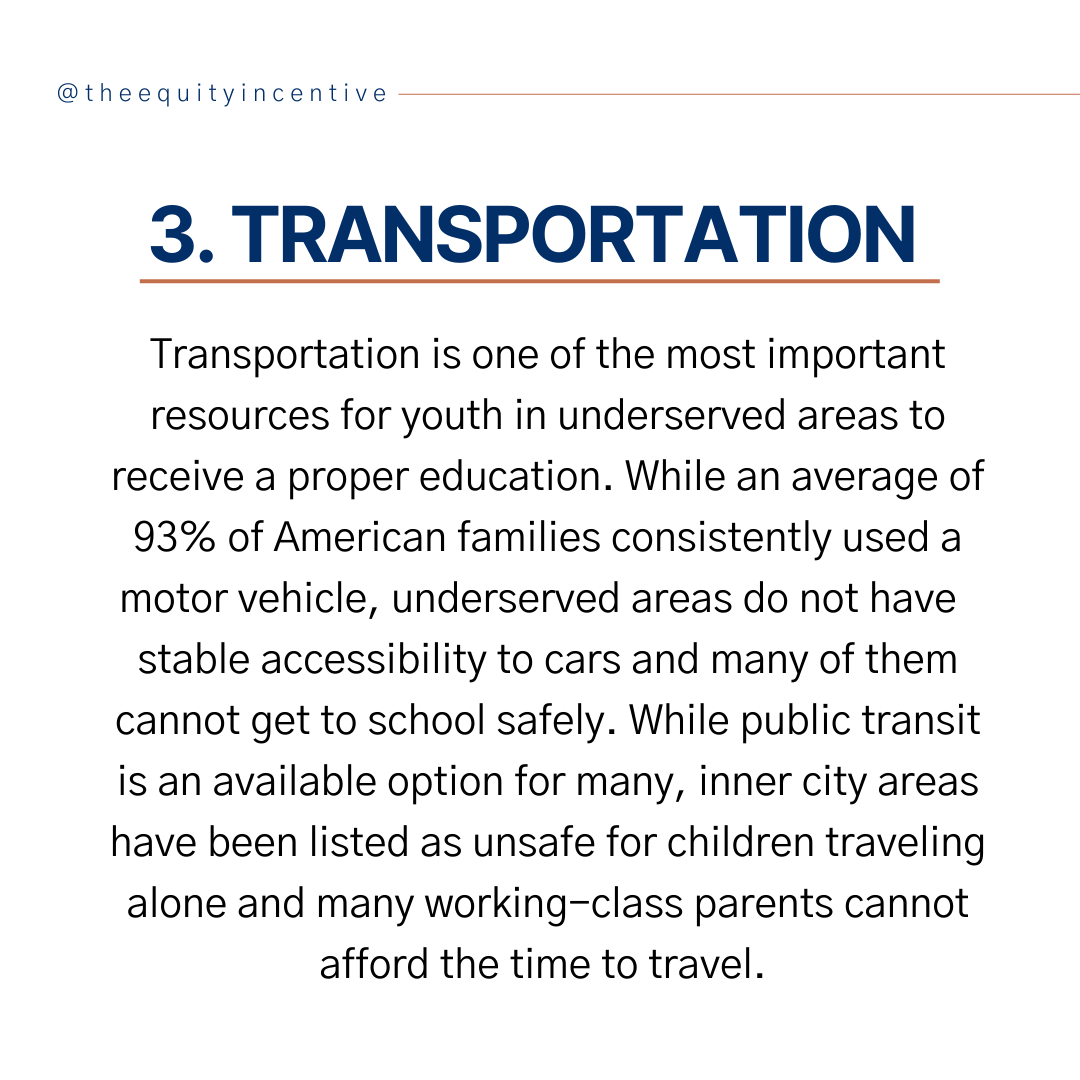 @theequityincentive
3. TRANSPORTATION
Transportation is one of the most important
resources for youth in underserved areas to
receive a proper education. While an average of
93% of American families consistently used a
motor vehicle, underserved areas do not have
stable accessibility to cars and many of them
cannot get to school safely. While public transit
is an available option for many, inner city areas
have been listed as unsafe for children traveling
alone and many working-class parents cannot
afford the time to travel.